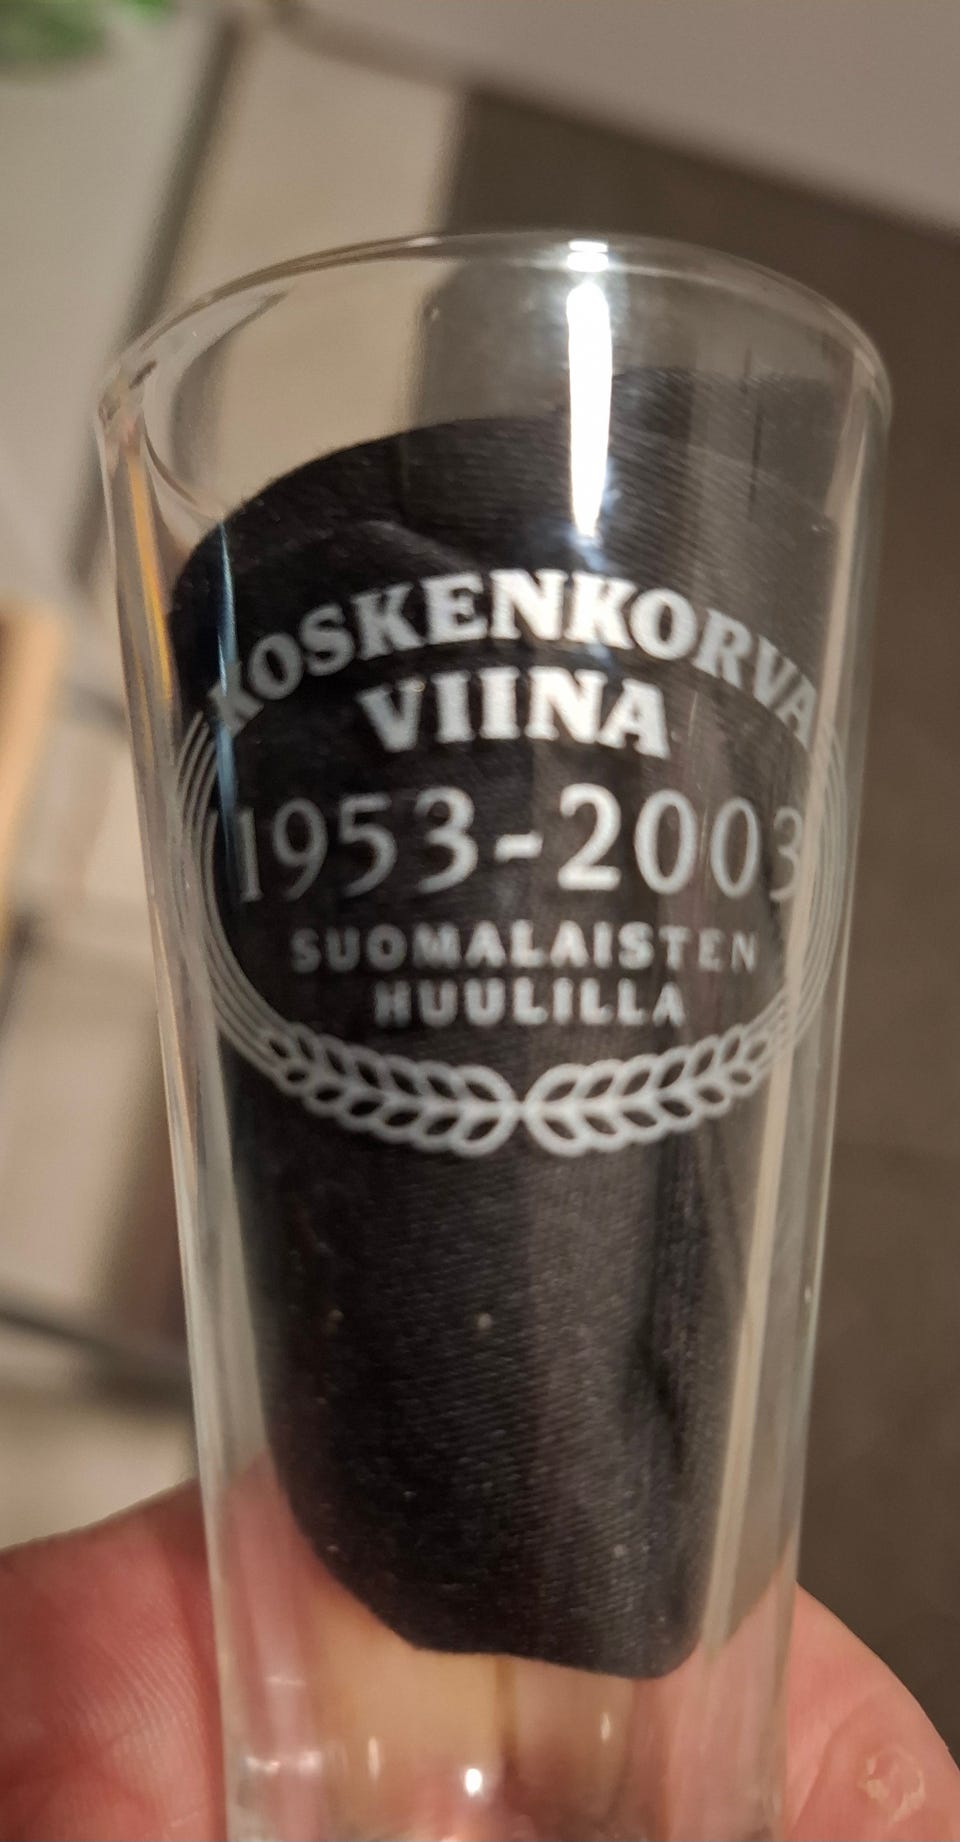 KOSKENKORVA
VIINA
1953-2003
SUOMALAISTEN
HUULILLA